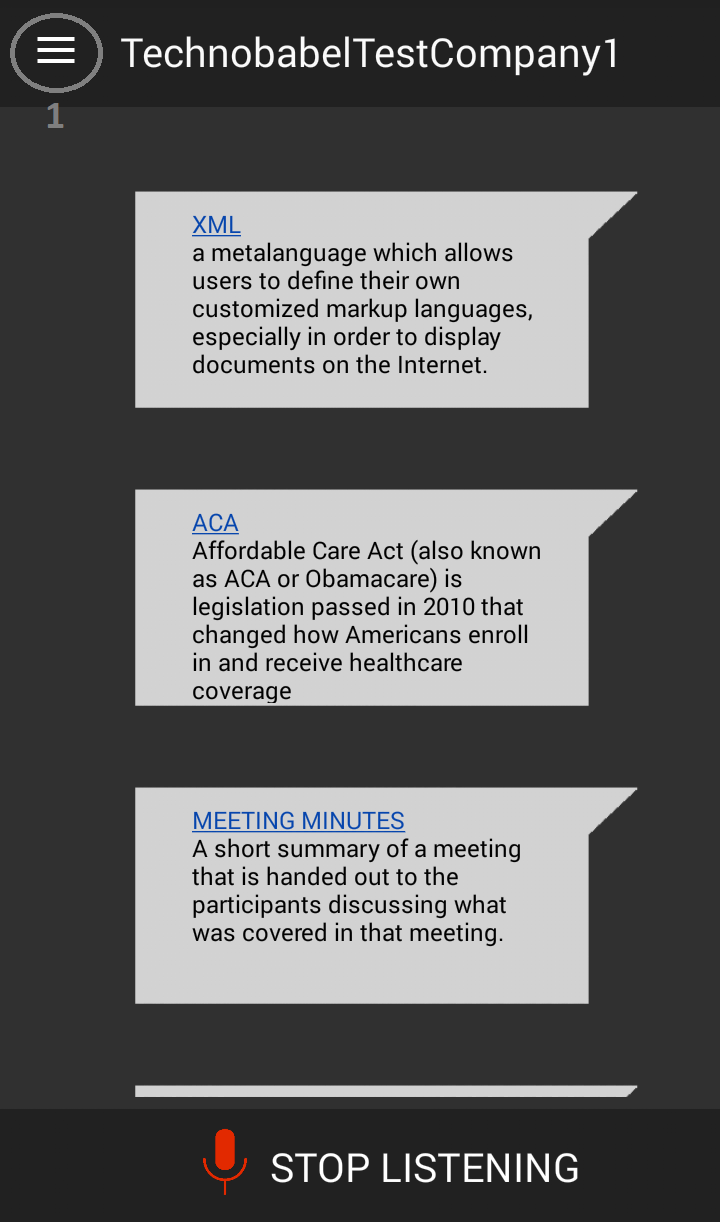 TechnobabelTestCompany1
1
XML
a metalanguage which allows
users to define their own
customized markup languages,
especially in order to display
documents on the Internet.
ACA
Affordable Care Act (also known
as ACA or Obamacare) is
legislation passed in 2010 that
changed how Americans enroll
in and receive healthcare
coverage
MEETING MINUTES
A short summary of a meeting
that is handed out to the
participants discussing what
was covered in that meeting.
STOP LISTENING